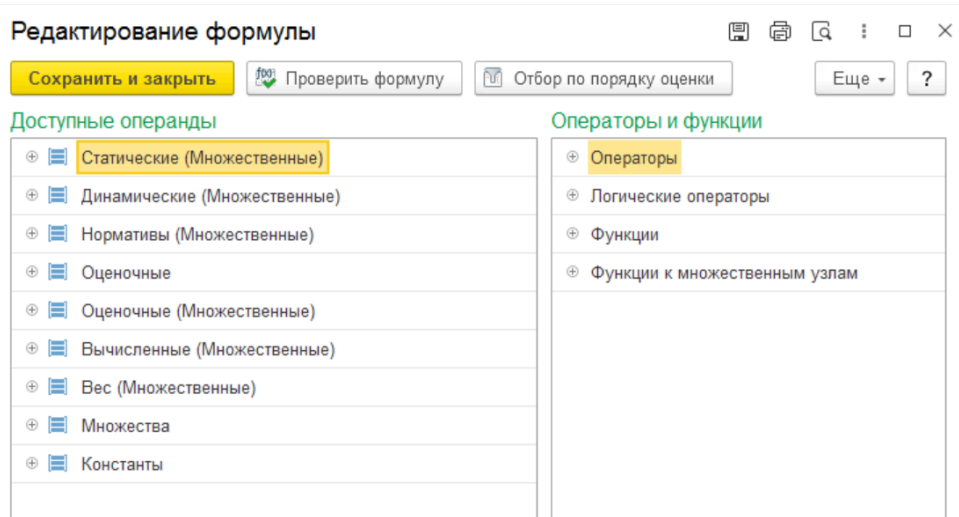 Редактирование формулы
Сохранить и закрыть
Проверить формулу
Отбор по порядку оценки
Еще
?
Доступные операнды
Статические (Множественные)
Динамические (Множественные)
Нормативы (Множественные)
Оценочные
Оценочные (Множественные)
Вычисленные (Множественные)
Вес (Множественные)
Множества
Константы
Операторы и функции
Операторы
Логические операторы
Функции
Функции к множественным узлам